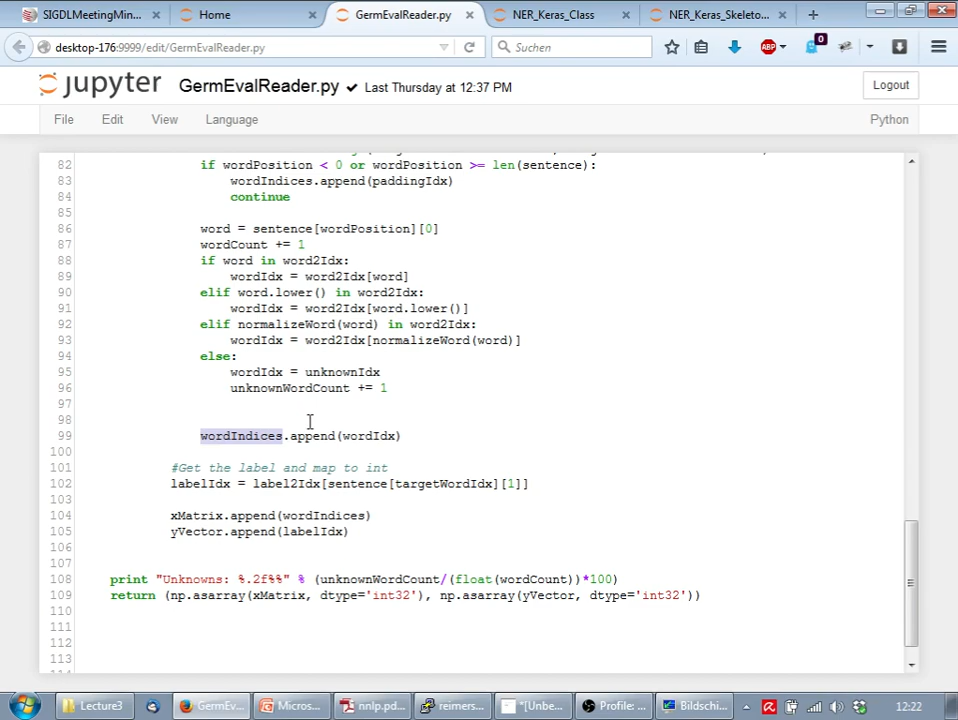 SIGDLMeetingMin...
Home
GermEvalReader.py
NER_Keras_Class
NER_Keras_Skeleto...
desktop-176:9999/edit/GermEvalReader.py
Suchen
ABP
0
jupyter GermEvalReader.py Last Thursday at 12:37 PM
Logout
File Edit View Language
Python
82 if wordPosition < 0 or wordPosition >= len(sentence):
83 wordIndices.append(paddingIdx)
84 continue
85
86 word = sentence[wordPosition][0]
87 wordCount += 1
88 if word in word2Idx:
89 wordIdx = word2Idx[word]
90 elif word.lower() in word2Idx:
91 wordIdx = word2Idx[word.lower()]
92 elif normalizeWord(word) in word2Idx:
93 wordIdx = word2Idx[normalizeWord(word)]
94 else:
95 wordIdx = unknownIdx
96 unknownWordCount += 1
97
98
99 wordIndices.append(wordIdx)
100
101 #Get the label and map to int
102 labelIdx = label2Idx[sentence[targetWordIdx][1]]
103
104 xMatrix.append(wordIndices)
105 yVector.append(labelIdx)
106
107
108 print "Unknowns: %.2f%%" % (unknownWordCount/(float(wordCount))*100)
109 return (np.asarray(xMatrix, dtype='int32'), np.asarray(yVector, dtype='int32'))
110
111
112
113
Lecture3
GermEv...
Micros...
nnlp.pd...
reimers...
*[Unbe...
Profile: ...
Bildschi...
12:22